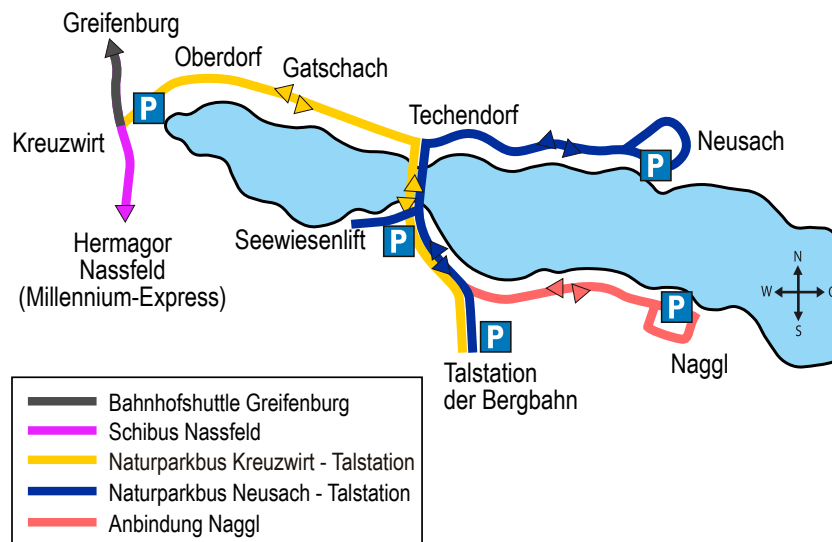 Greifenburg
Oberdorf
Gatschach
P
Techendorf
Neusach
Kreuzwirt
P
Hermagor
Nassfeld
(Millennium-Express)
Seewiesenlift
P
P
N
W
O
S
P
Naggl
Talstation
der Bergbahn
Bahnhofshuttle Greifenburg
Schibus Nassfeld
Naturparkbus Kreuzwirt - Talstation
Naturparkbus Neusach - Talstation
Anbindung Naggl